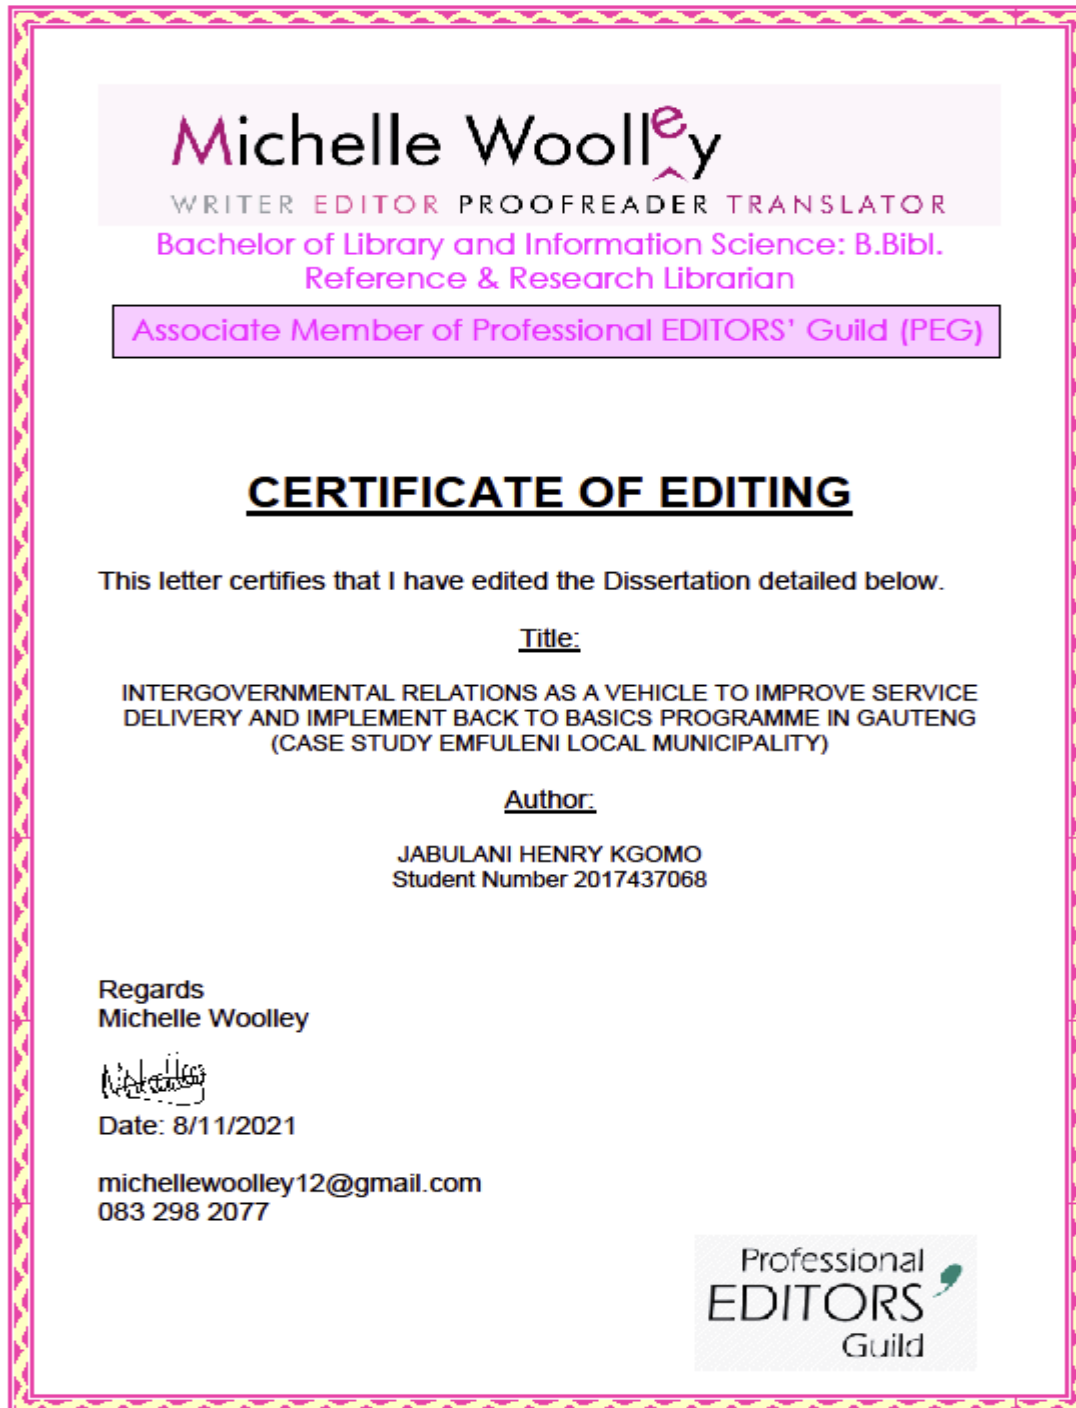 Michelle Woolley
WRITER EDITOR PROOFREADER TRANSLATOR
Bachelor of Library and Information Science: B.Bibl.
Reference & Research Librarian
Associate Member of Professional EDITORS' Guild (PEG)
CERTIFICATE OF EDITING
This letter certifies that I have edited the Dissertation detailed below.
Title:
INTERGOVERNMENTAL RELATIONS AS A VEHICLE TO IMPROVE SERVICE
DELIVERY AND IMPLEMENT BACK TO BASICS PROGRAMME IN GAUTENG
(CASE STUDY EMFULENI LOCAL MUNICIPALITY)
Author:
JABULANI HENRY KGOMO
Student Number 2017437068
Regards
Michelle Woolley
Date: 8/11/2021
michellewoolley12@gmail.com
083 298 2077
Professional
EDITORS'
Guild